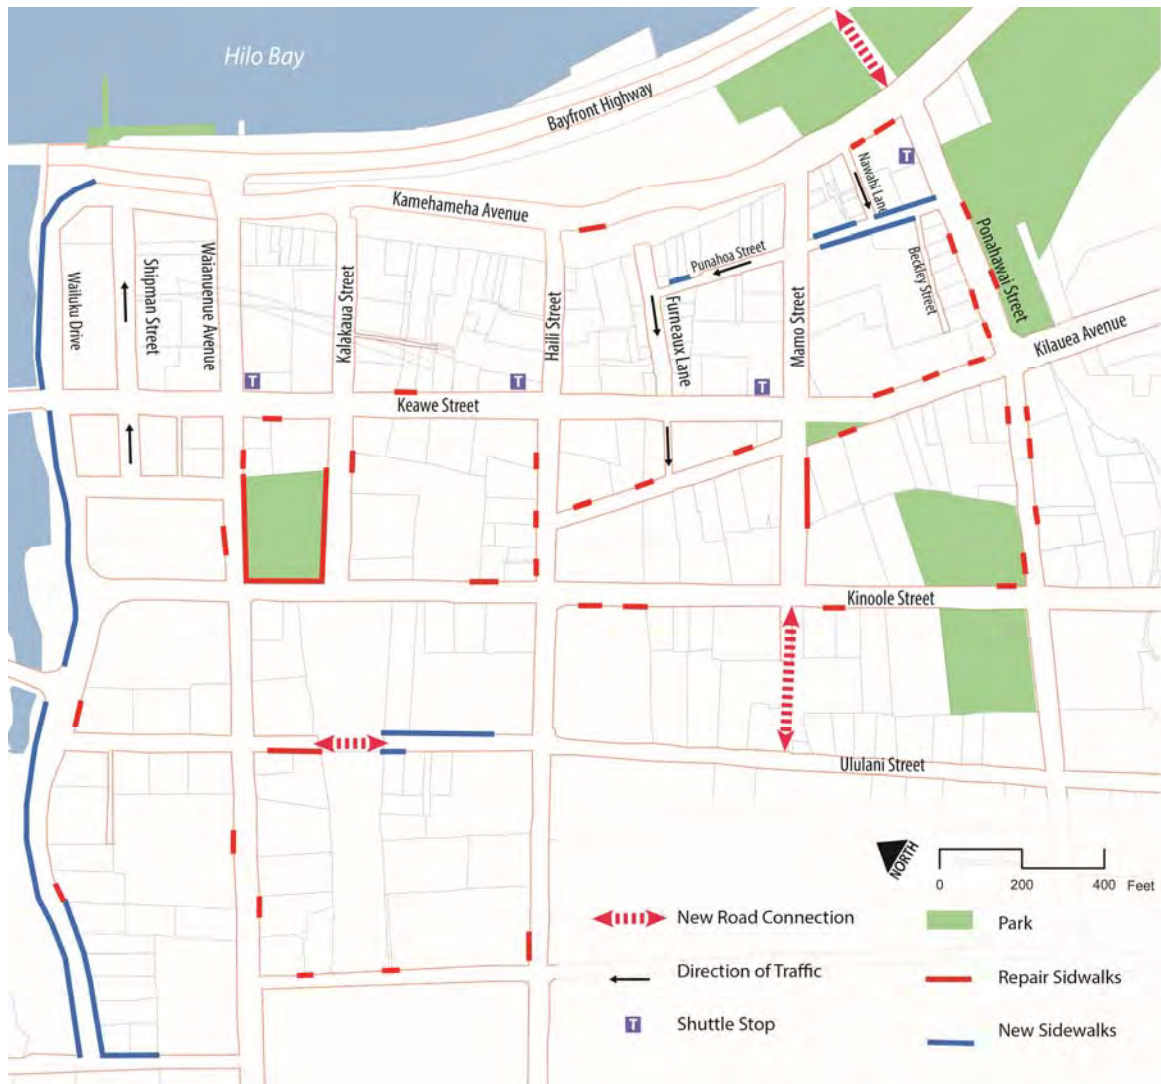 Hilo Bay
Bayfront Highway
T
Nawahi Lane
Kamehameha Avenue
Ponahawai Street
Punahoa Street
Beckley Street
Wailuku Drive
Shipman Street
Waianuenue Avenue
Kalakaua Street
Haili Street
Furneaux Lane
Mamo Street
Kilauea Avenue
T
T
T
Keawe Street
Kinoole Street
Ululani Street
NORTH
0 200 400 Feet
New Road Connection
Park
Direction of Traffic
Repair Sidwalks
T
Shuttle Stop
New Sidewalks